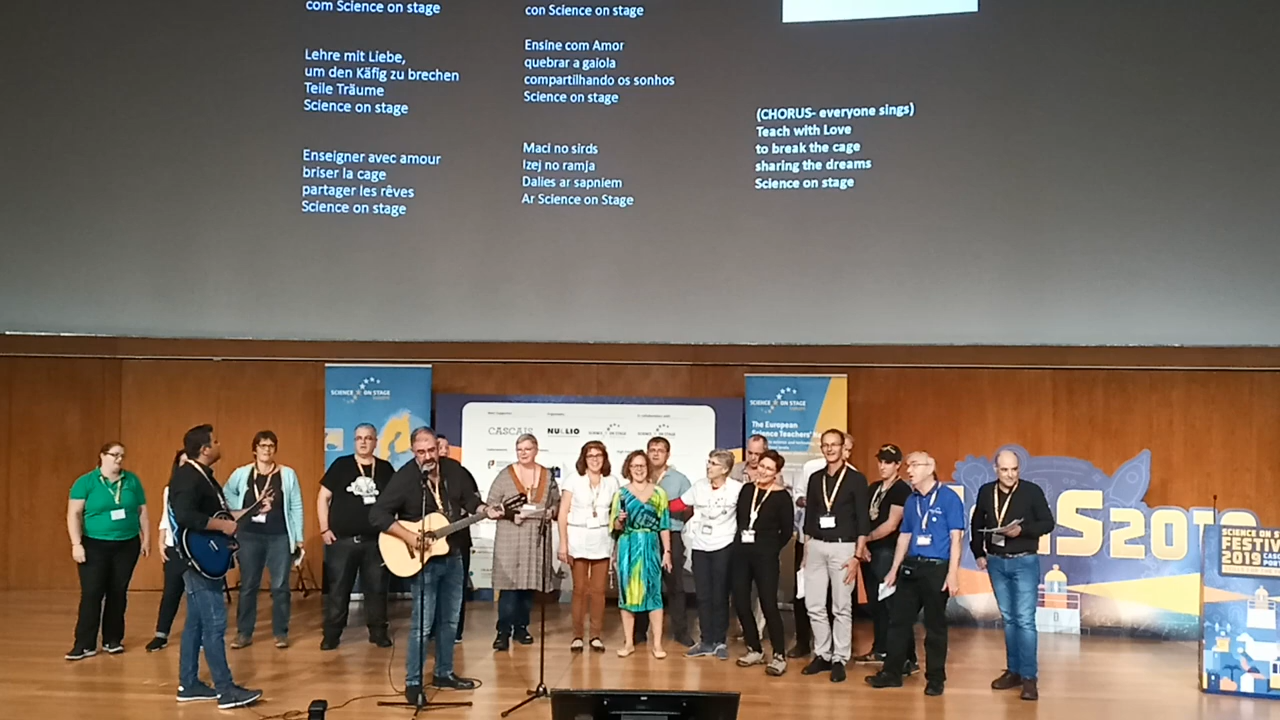 com Science on stage
Lehre mit Liebe,
um den Käfig zu brechen
Teile Träume
Science on stage
Enseigner avec amour
briser la cage
partager les rêves
Science on stage
con Science on stage
Ensine com Amor
quebrar a gaiola
compartilhando os sonhos
Science on stage
Maci no sirds
Izej no ramja
Dalies ar sapniem
Ar Science on Stage
(CHORUS- everyone sings)
Teach with Love
to break the cage
sharing the dreams
Science on stage
SCIENCE ON STAGE
CASCAIS
NUCLIO
SCIENCE ON STAGE
The European
Science Teachers'
2019
SCIENCE ON
FESTIV
2019